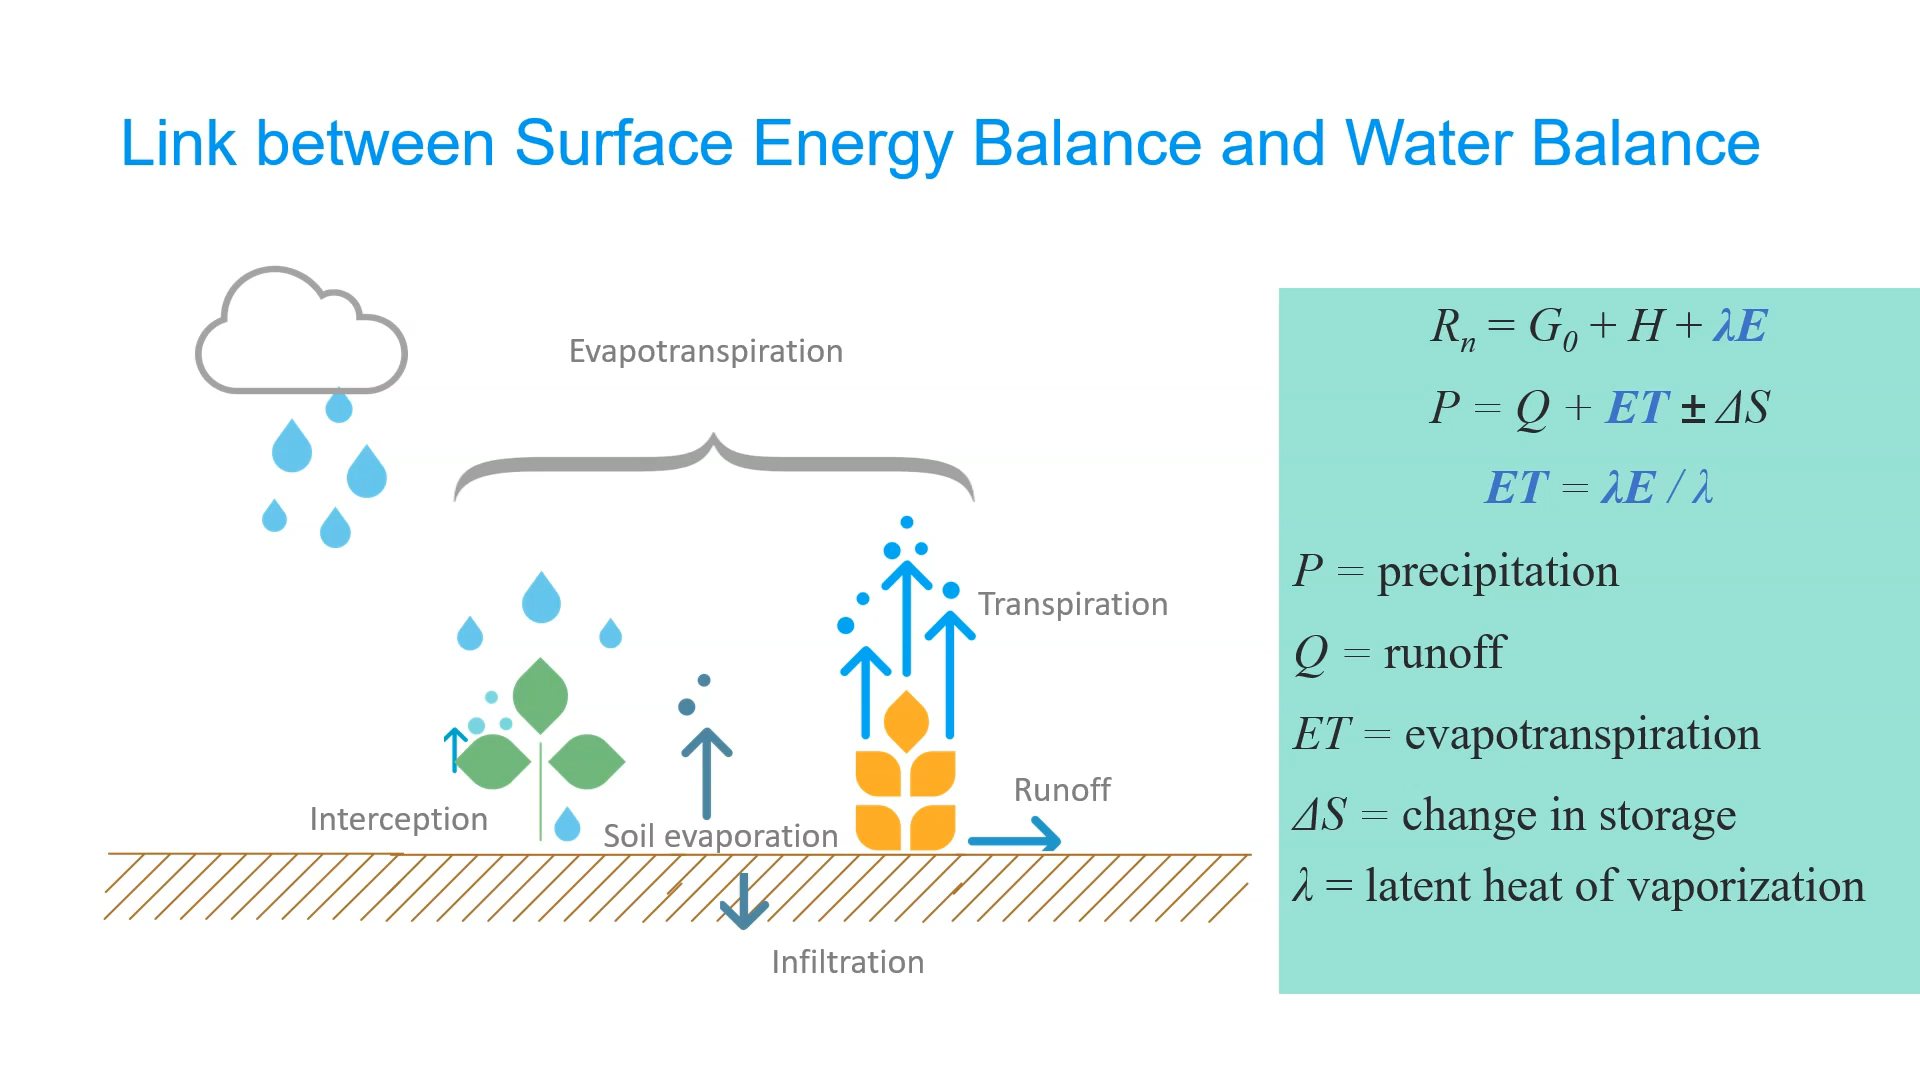 Link between Surface Energy Balance and Water Balance
Evapotranspiration
Transpiration
Interception
Soil evaporation
Runoff
Infiltration
Rₙ = G₀ + H + λE
P = Q + ET ± ΔS
ET = λE / λ
P = precipitation
Q = runoff
ET = evapotranspiration
ΔS = change in storage
λ = latent heat of vaporization